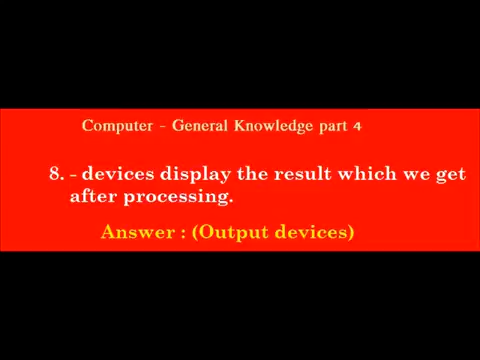 Computer - General Knowledge part 4
8. - devices display the result which we get
after processing.
Answer : (Output devices)